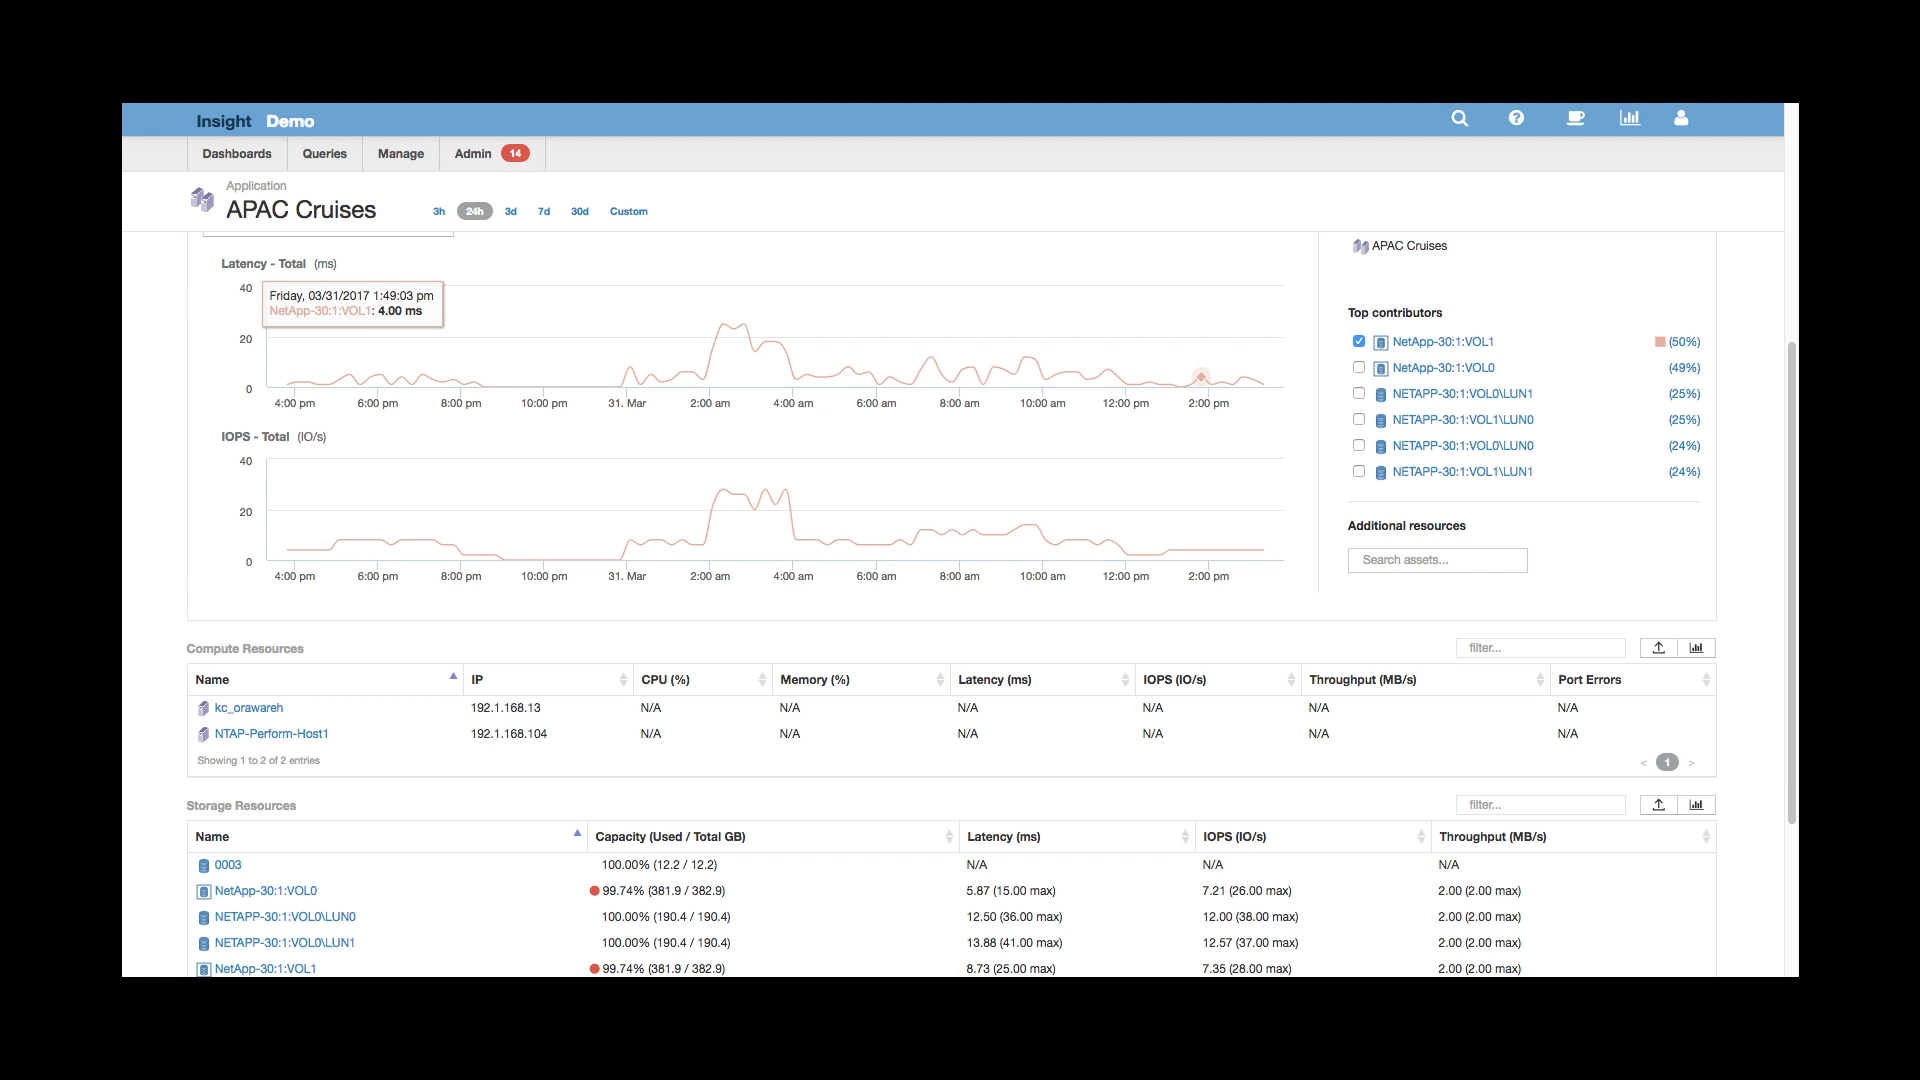 Insight Demo
Dashboards Queries Manage Admin 14
Application
APAC Cruises 3h 24h 3d 7d 30d Custom
APAC Cruises
Latency - Total (ms)
40
20
0
Friday, 03/31/2017 1:49:03 pm
NetApp-30:1:VOL1: 4.00 ms
4:00 pm 6:00 pm 8:00 pm 10:00 pm 31. Mar 2:00 am 4:00 am 6:00 am 8:00 am 10:00 am 12:00 pm 2:00 pm
IOPS - Total (IO/s)
40
20
0
4:00 pm 6:00 pm 8:00 pm 10:00 pm 31. Mar 2:00 am 4:00 am 6:00 am 8:00 am 10:00 am 12:00 pm 2:00 pm
Top contributors
NetApp-30:1:VOL1 (50%)
NetApp-30:1:VOL0 (49%)
NETAPP-30:1:VOL0\LUN1 (25%)
NETAPP-30:1:VOL1\LUN0 (25%)
NETAPP-30:1:VOL0\LUN0 (24%)
NETAPP-30:1:VOL1\LUN1 (24%)
Additional resources
Search assets...
Compute Resources filter...
Name IP CPU (%) Memory (%) Latency (ms) IOPS (IO/s) Throughput (MB/s) Port Errors
kc_orawareh 192.1.168.13 N/A N/A N/A N/A N/A N/A
NTAP-Perform-Host1 192.1.168.104 N/A N/A N/A N/A N/A N/A
Showing 1 to 2 of 2 entries < 1 >
Storage Resources filter...
Name Capacity (Used / Total GB) Latency (ms) IOPS (IO/s) Throughput (MB/s)
0003 100.00% (12.2 / 12.2) N/A N/A N/A
NetApp-30:1:VOL0 99.74% (381.9 / 382.9) 5.87 (15.00 max) 7.21 (26.00 max) 2.00 (2.00 max)
NETAPP-30:1:VOL0\LUN0 100.00% (190.4 / 190.4) 12.50 (36.00 max) 12.00 (38.00 max) 2.00 (2.00 max)
NETAPP-30:1:VOL0\LUN1 100.00% (190.4 / 190.4) 13.88 (41.00 max) 12.57 (37.00 max) 2.00 (2.00 max)
NetApp-30:1:VOL1 99.74% (381.9 / 382.9) 8.73 (25.00 max) 7.35 (28.00 max) 2.00 (2.00 max)